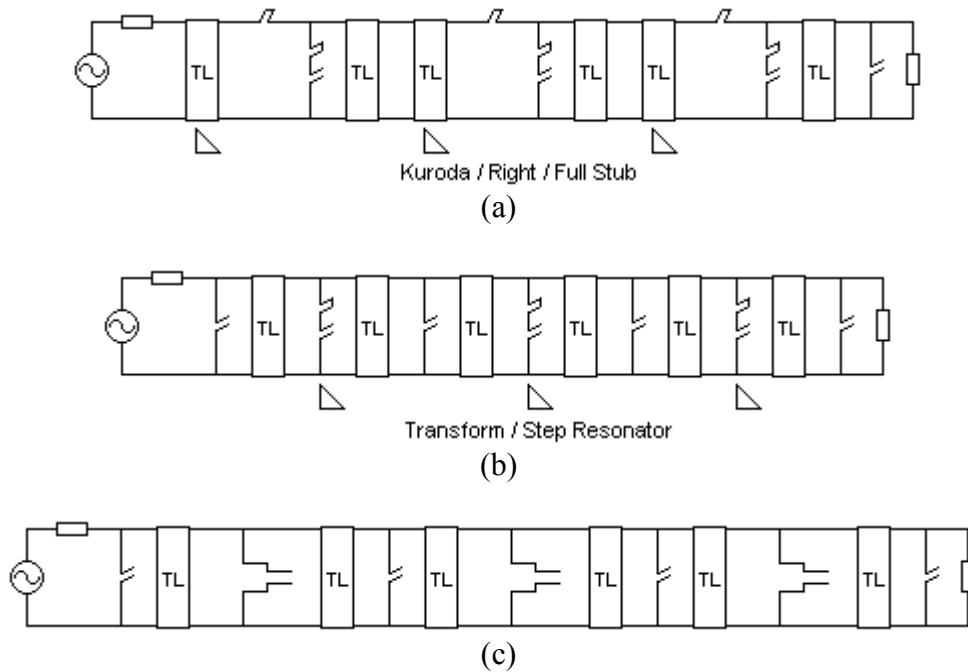 TL TL TL TL TL TL
Kuroda / Right / Full Stub
(a)
TL TL TL TL TL TL
Transform / Step Resonator
(b)
TL TL TL TL TL TL
(c)